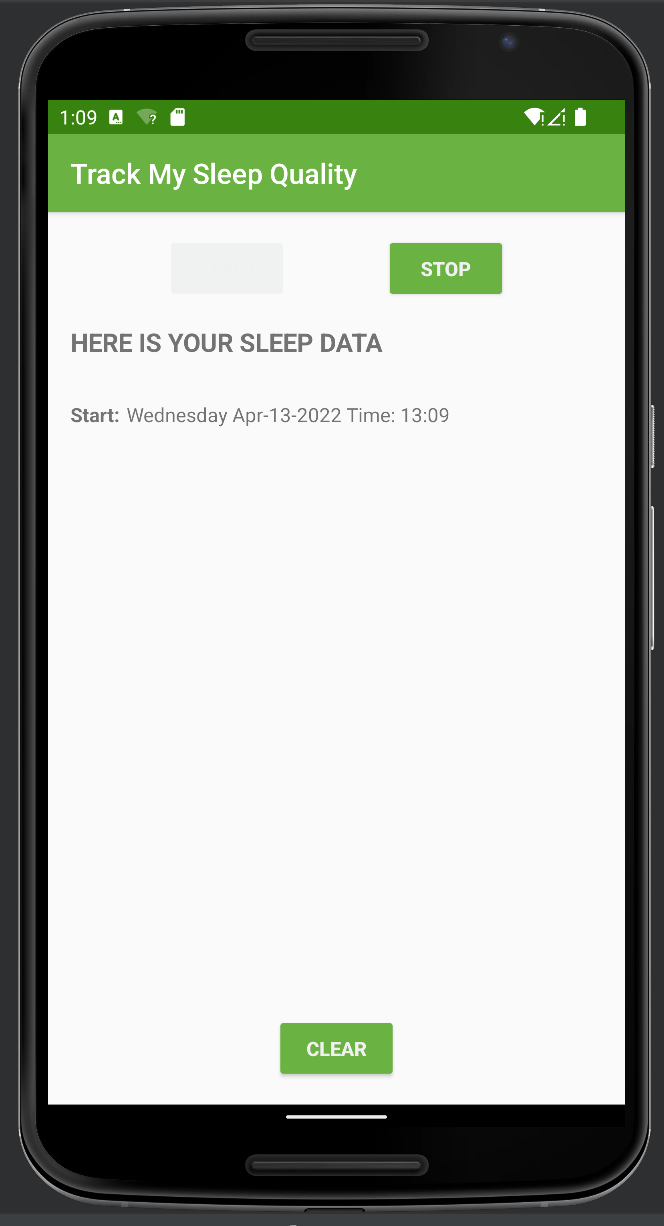 1:09
Track My Sleep Quality
STOP
HERE IS YOUR SLEEP DATA
Start: Wednesday Apr-13-2022 Time: 13:09
CLEAR